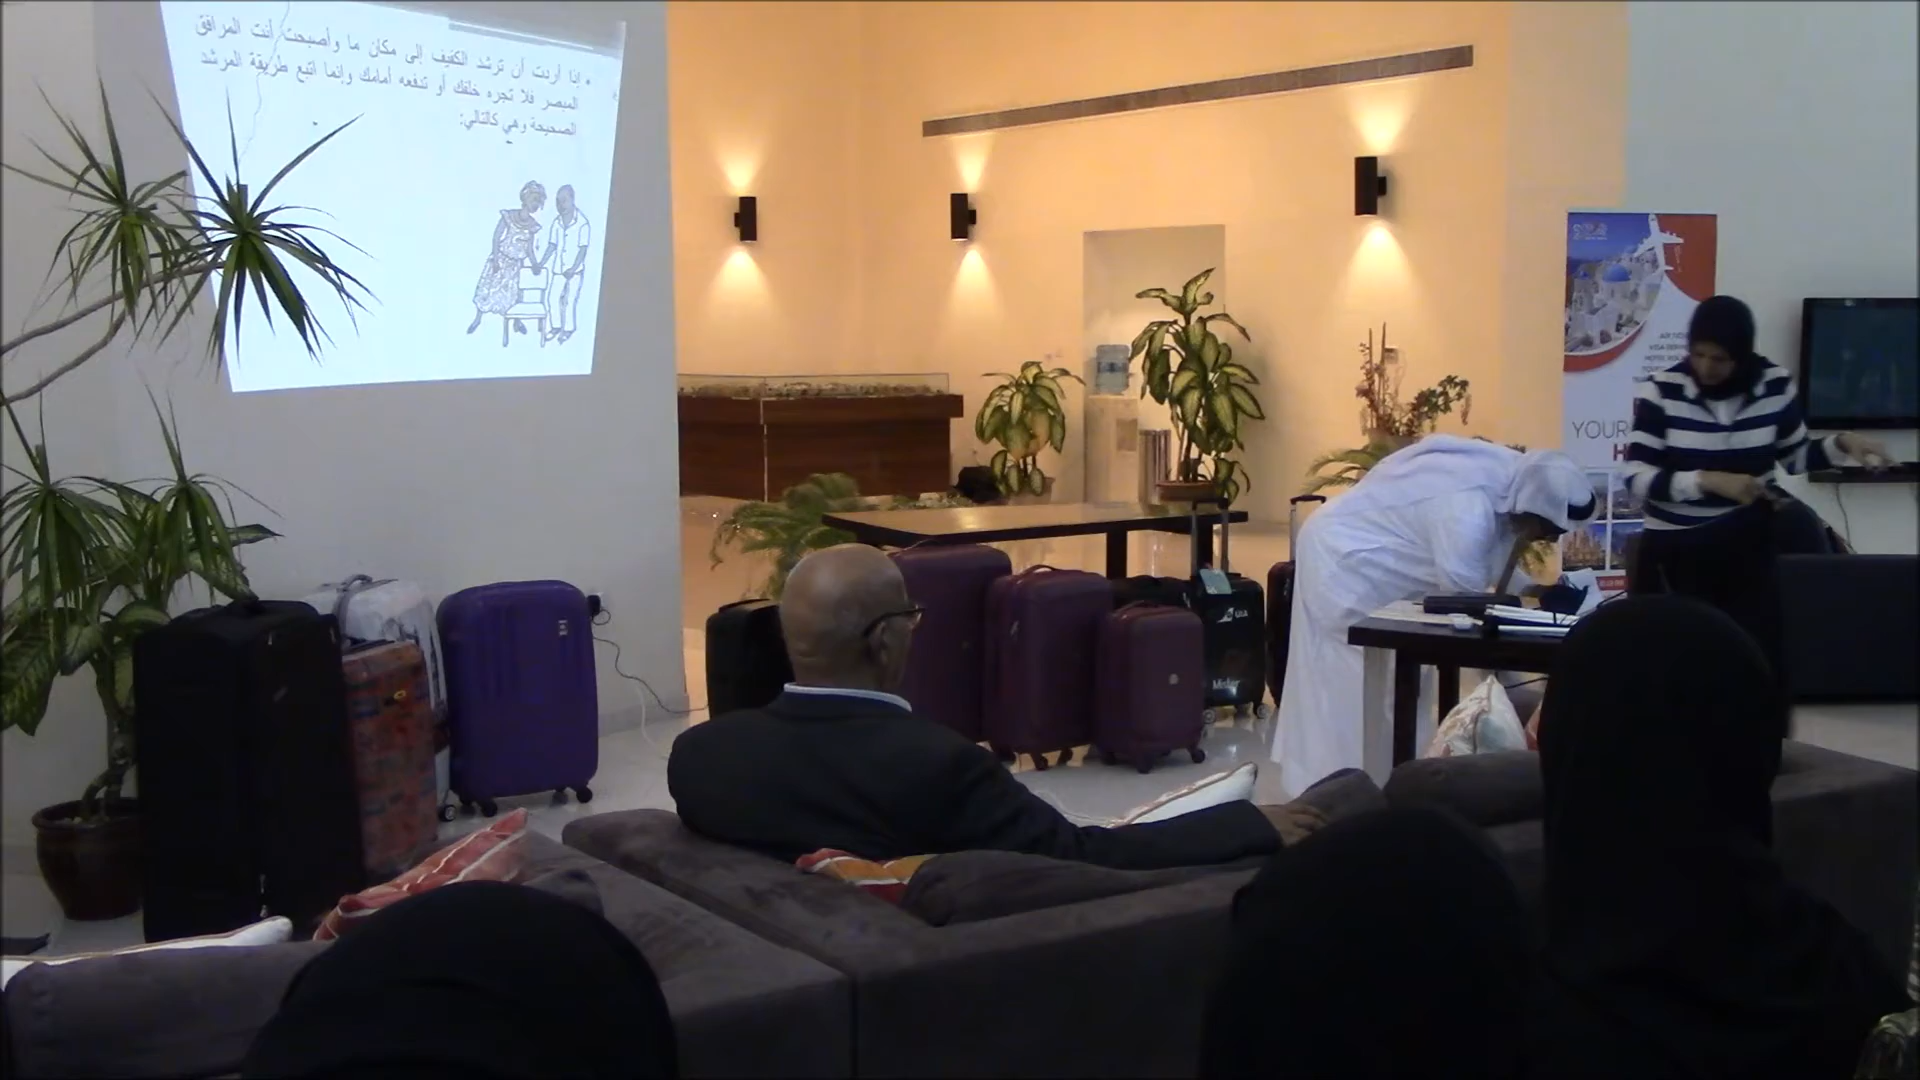 • إذا أردت أن ترشد الكفيف إلى مكان ما وأصبحت أنت المرافق
المبصر فلا تجره خلفك أو تدفعه أمامك وإنما اتبع طريقة المرشد
الصحيحة وهي كالتالي:
YOUR
H
Mister